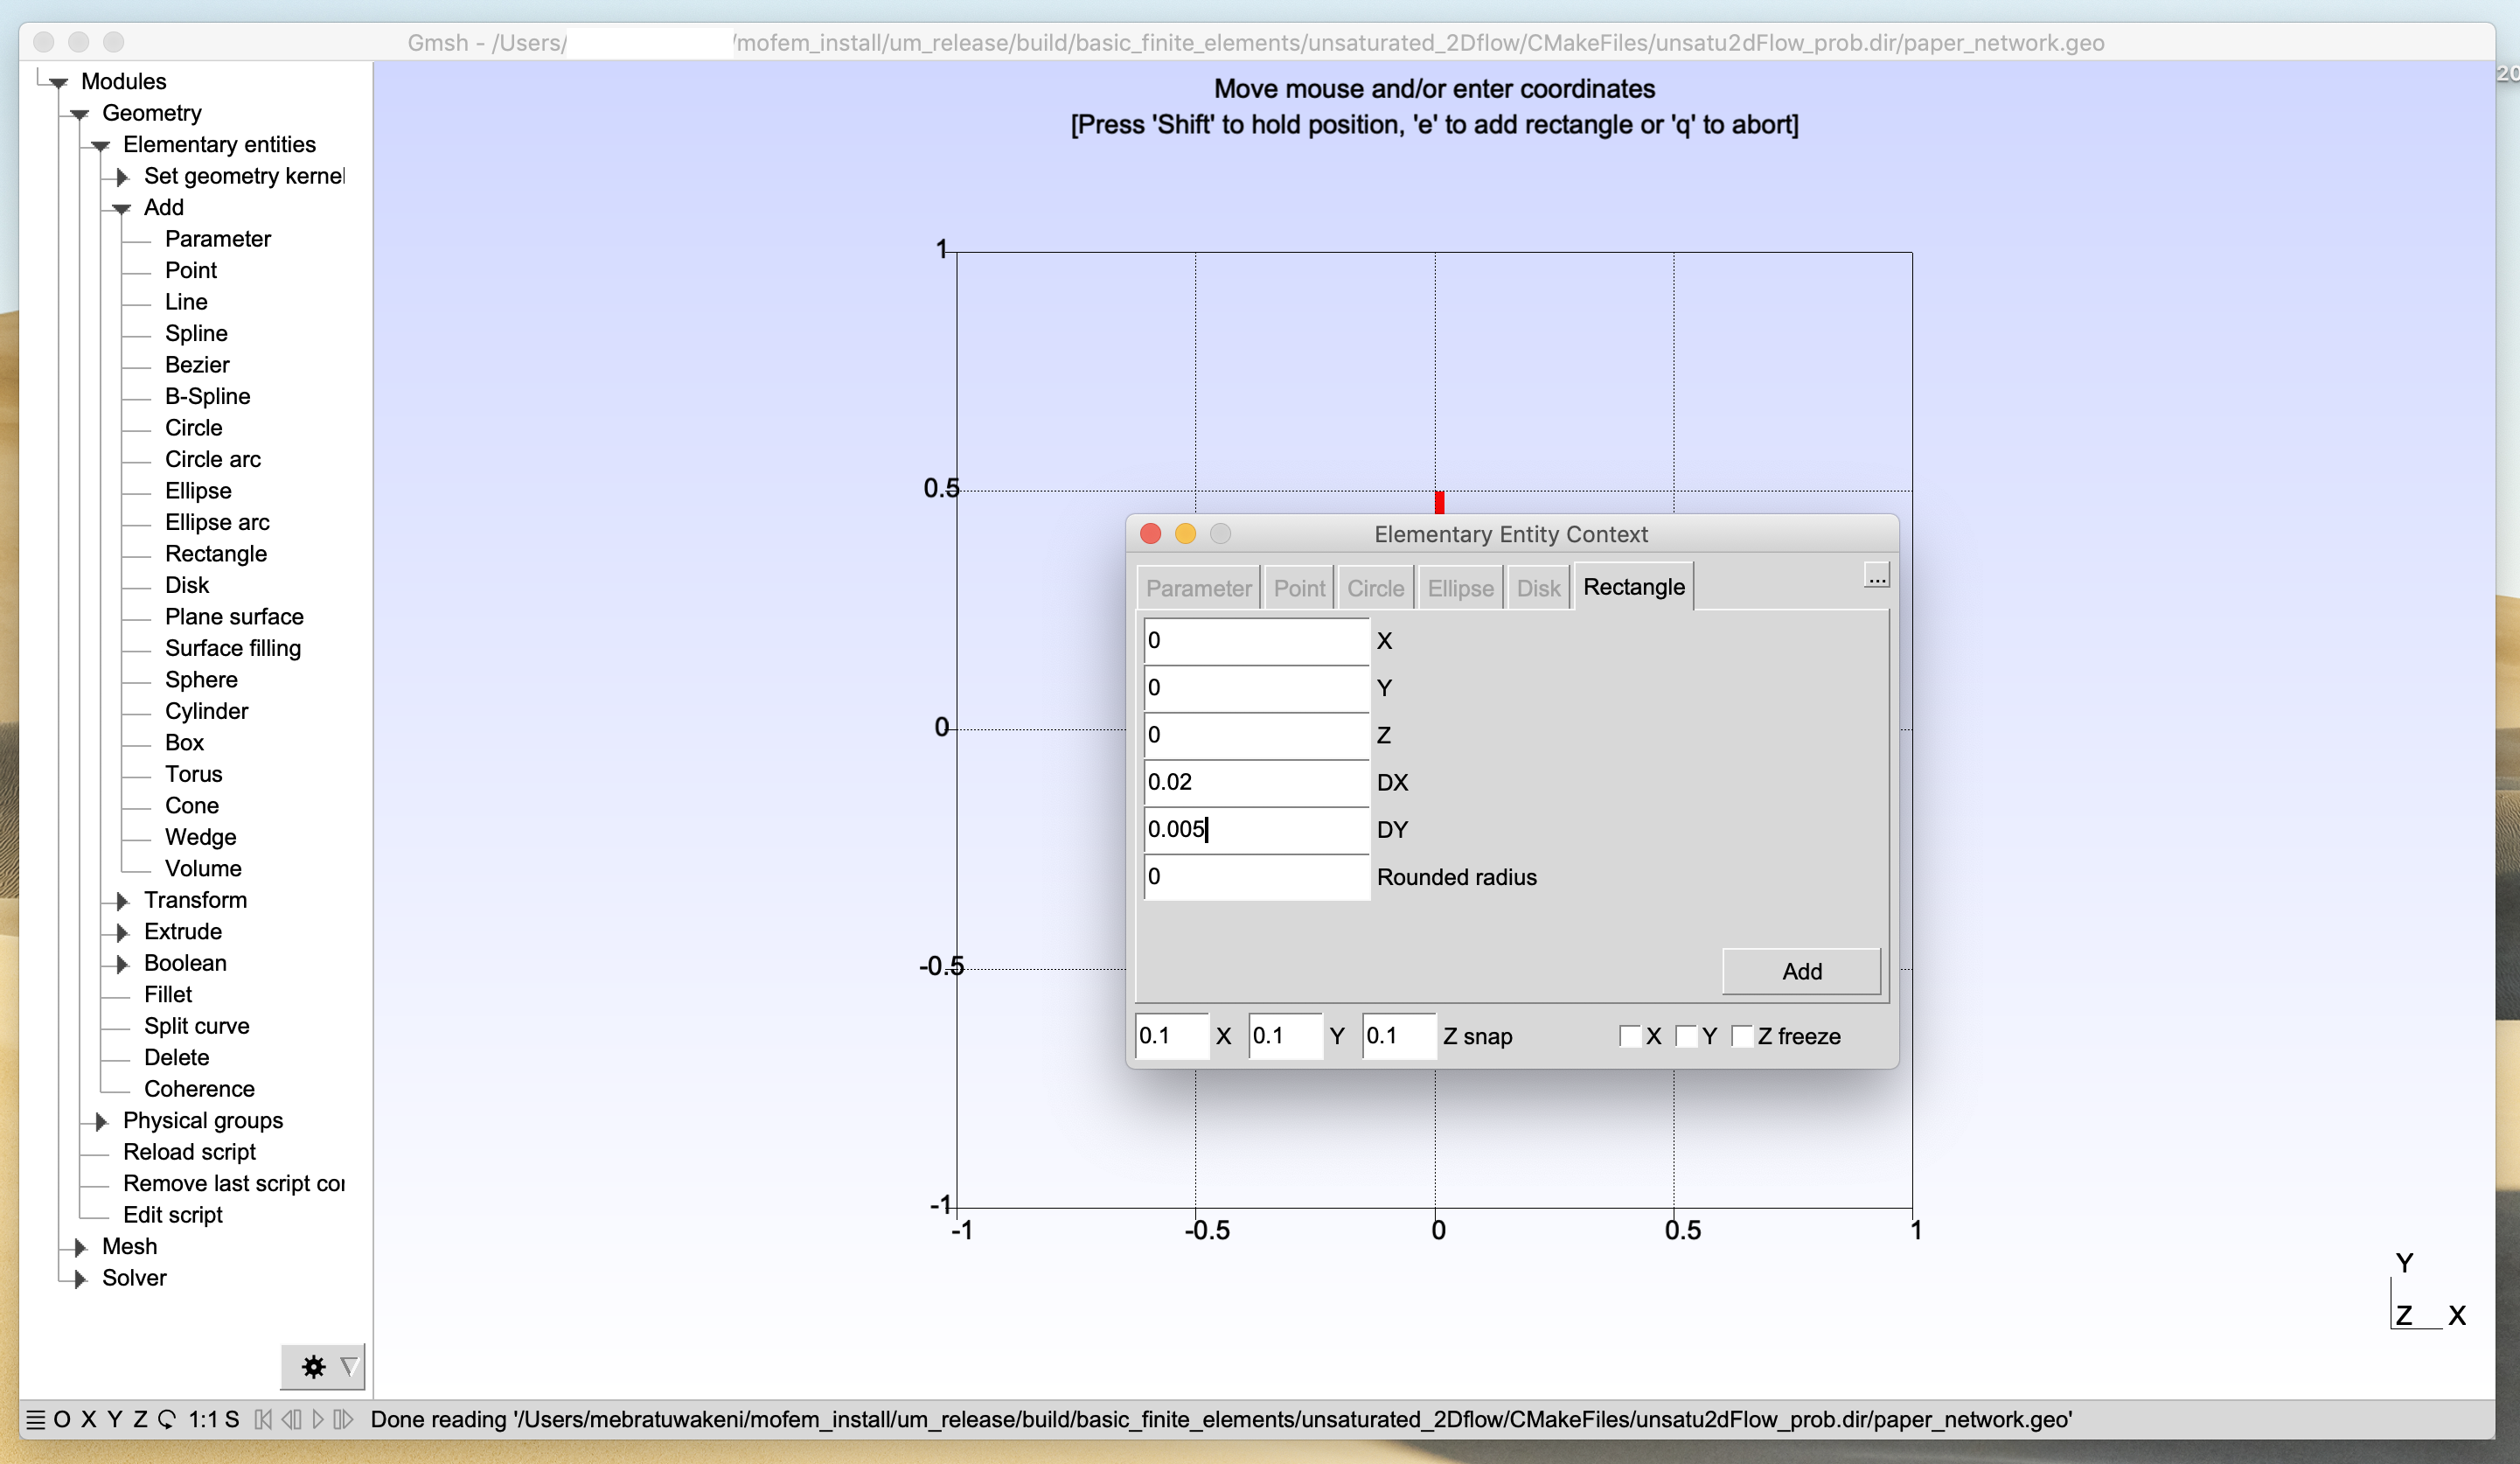 Gmsh - /Users/ /mofem_install/um_release/build/basic_finite_elements/unsaturated_2Dflow/CMakeFiles/unsatu2dFlow_prob.dir/paper_network.geo
20
Modules
Geometry
Elementary entities
Set geometry kernel
Add
Parameter
Point
Line
Spline
Bezier
B-Spline
Circle
Circle arc
Ellipse
Ellipse arc
Rectangle
Disk
Plane surface
Surface filling
Sphere
Cylinder
Box
Torus
Cone
Wedge
Volume
Transform
Extrude
Boolean
Fillet
Split curve
Delete
Coherence
Physical groups
Reload script
Remove last script cor
Edit script
Mesh
Solver
Move mouse and/or enter coordinates
[Press 'Shift' to hold position, 'e' to add rectangle or 'q' to abort]
1
0.5
0
-0.5
-1
-1 -0.5 0 0.5 1
Elementary Entity Context
Parameter Point Circle Ellipse Disk Rectangle ...
0 X
0 Y
0 Z
0.02 DX
0.005 DY
0 Rounded radius
Add
0.1 X 0.1 Y 0.1 Z snap X Y Z freeze
Y
Z X
O X Y Z 1:1 S Done reading '/Users/mebratuwakeni/mofem_install/um_release/build/basic_finite_elements/unsaturated_2Dflow/CMakeFiles/unsatu2dFlow_prob.dir/paper_network.geo'